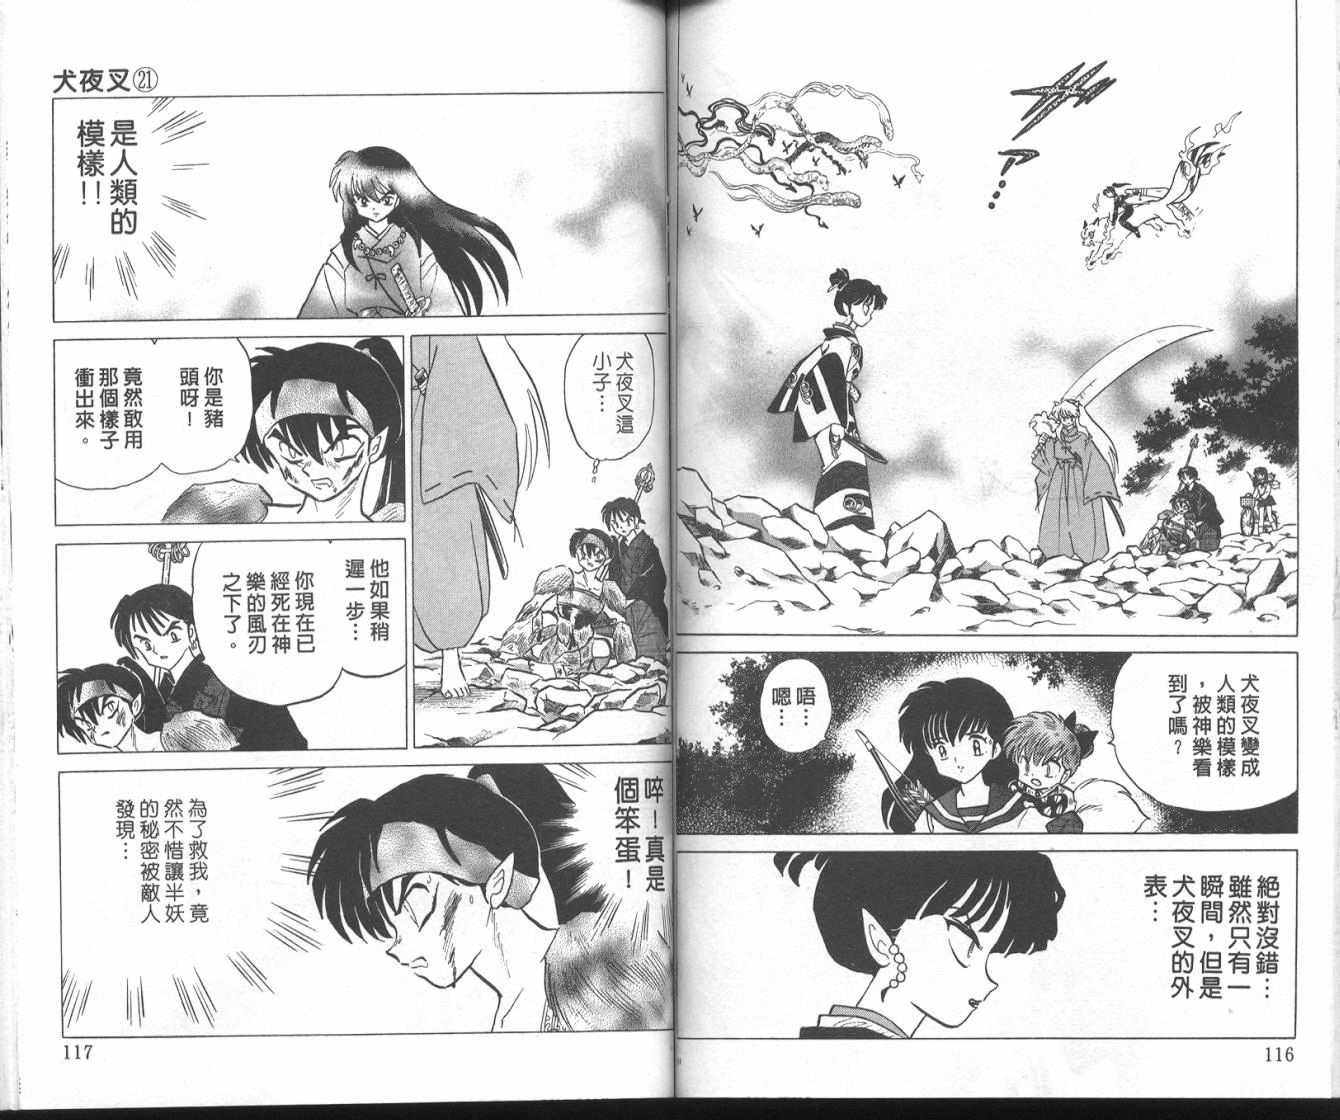 犬夜叉變成
人類的模樣
，被神樂看
到了嗎？
唔⋯
嗯⋯
絕對沒錯⋯
雖然只有一
瞬間，但是
犬夜叉的外
表⋯
116
犬夜叉㉑
是人類的
模樣!!
犬夜叉這
小子⋯
你是豬
頭呀！
竟然敢用
那個樣子
衝出來。
他如果稍
遲一步⋯
你現在已
經死在神
樂的風刃
之下了。
啐！真是
個笨蛋！
為了救我，竟
然不惜讓半妖
的秘密被敵人
發現⋯
117